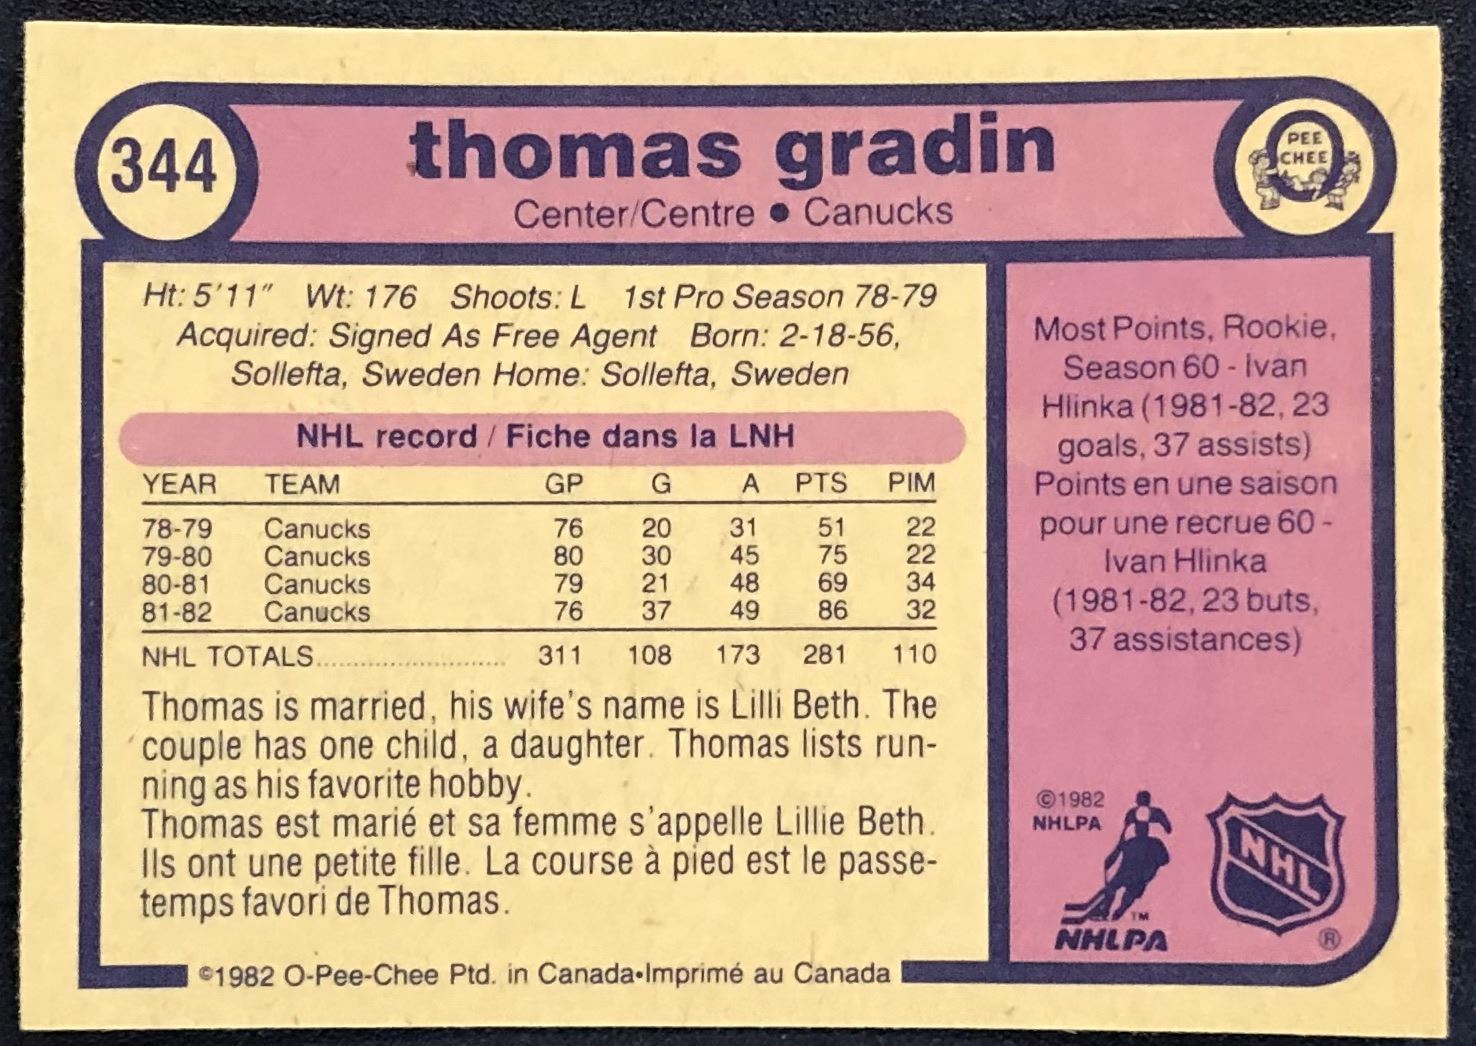 344
thomas gradin
Center/Centre ● Canucks
O PEE CHEE
Ht: 5'11" Wt: 176 Shoots: L 1st Pro Season 78-79
Acquired: Signed As Free Agent Born: 2-18-56,
Sollefta, Sweden Home: Sollefta, Sweden
NHL record / Fiche dans la LNH
YEAR TEAM GP G A PTS PIM
78-79 Canucks 76 20 31 51 22
79-80 Canucks 80 30 45 75 22
80-81 Canucks 79 21 48 69 34
81-82 Canucks 76 37 49 86 32
NHL TOTALS........................... 311 108 173 281 110
Thomas is married, his wife's name is Lilli Beth. The
couple has one child, a daughter. Thomas lists run-
ning as his favorite hobby.
Thomas est marié et sa femme s'appelle Lillie Beth.
Ils ont une petite fille. La course à pied est le passe-
temps favori de Thomas.
©1982 O-Pee-Chee Ptd. in Canada•Imprimé au Canada
Most Points, Rookie,
Season 60 - Ivan
Hlinka (1981-82, 23
goals, 37 assists)
Points en une saison
pour une recrue 60 -
Ivan Hlinka
(1981-82, 23 buts,
37 assistances)
©1982
NHLPA
TM
NHLPA
NHL
®